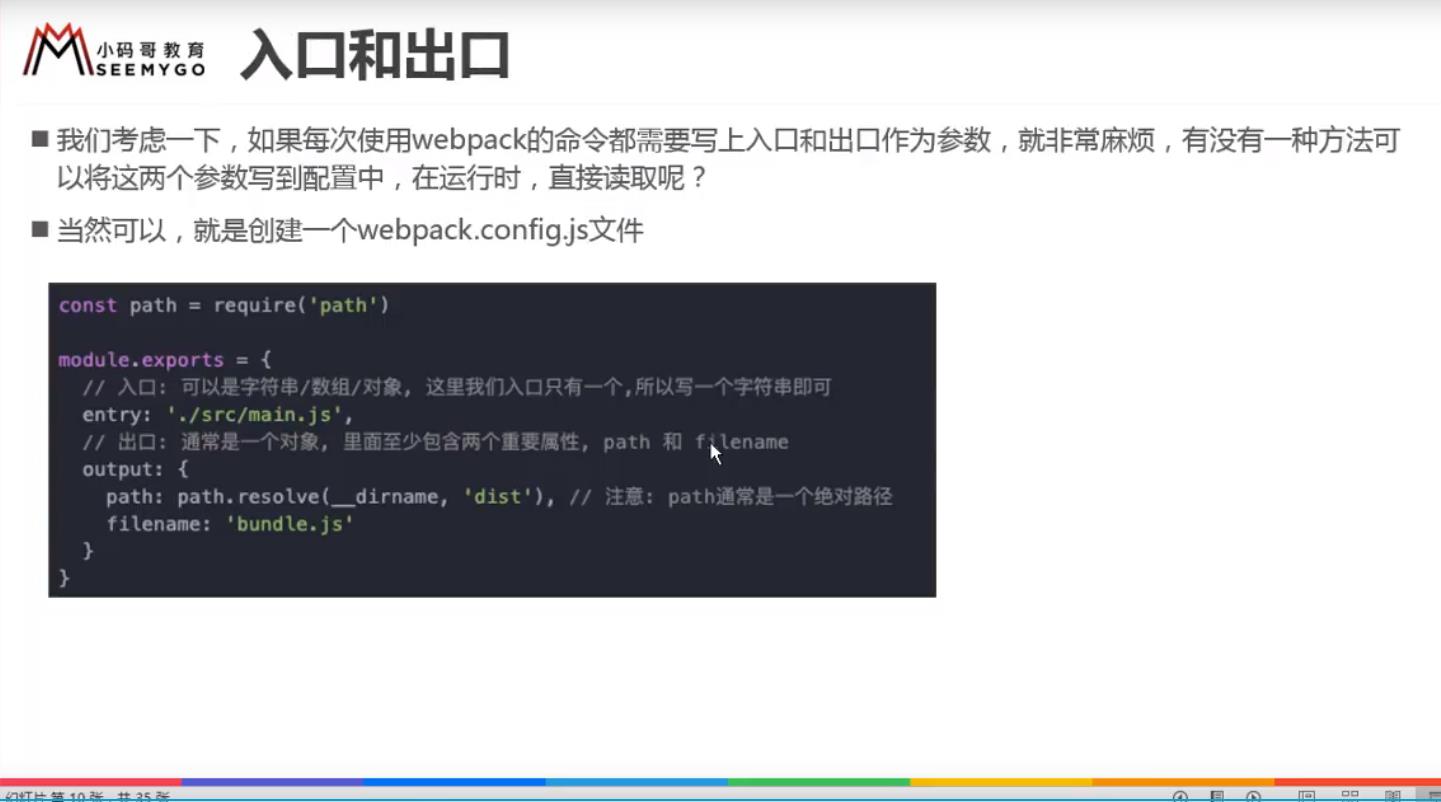 小码哥教育
SEEMYGO
入口和出口
■ 我们考虑一下，如果每次使用webpack的命令都需要写上入口和出口作为参数，就非常麻烦，有没有一种方法可
以将这两个参数写到配置中，在运行时，直接读取呢？
■ 当然可以，就是创建一个webpack.config.js文件
const path = require('path')
module.exports = {
  // 入口: 可以是字符串/数组/对象, 这里我们入口只有一个,所以写一个字符串即可
  entry: './src/main.js',
  // 出口: 通常是一个对象, 里面至少包含两个重要属性, path 和 filename
  output: {
    path: path.resolve(__dirname, 'dist'), // 注意: path通常是一个绝对路径
    filename: 'bundle.js'
  }
}
幻灯片 第 10 张，共 35 张